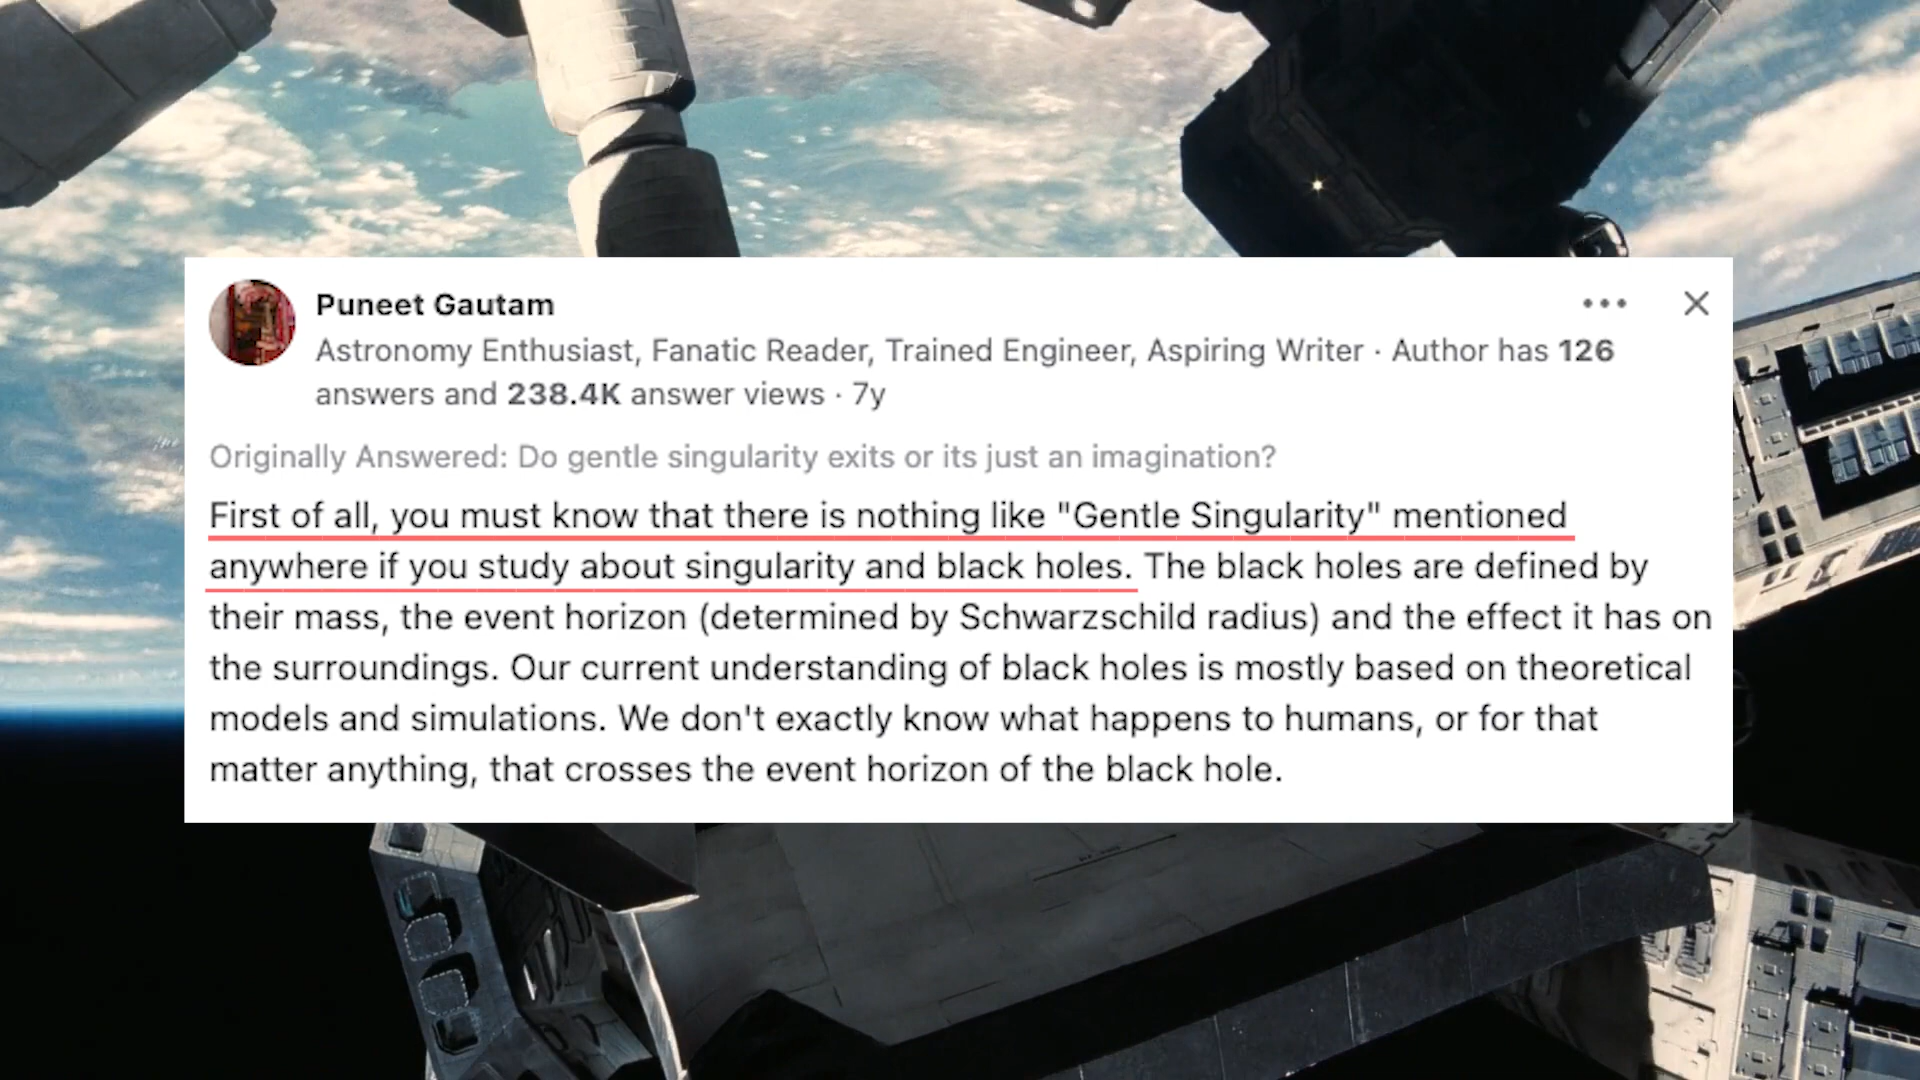 Puneet Gautam
Astronomy Enthusiast, Fanatic Reader, Trained Engineer, Aspiring Writer · Author has 126
answers and 238.4K answer views · 7y
Originally Answered: Do gentle singularity exits or its just an imagination?
First of all, you must know that there is nothing like "Gentle Singularity" mentioned
anywhere if you study about singularity and black holes. The black holes are defined by
their mass, the event horizon (determined by Schwarzschild radius) and the effect it has on
the surroundings. Our current understanding of black holes is mostly based on theoretical
models and simulations. We don't exactly know what happens to humans, or for that
matter anything, that crosses the event horizon of the black hole.